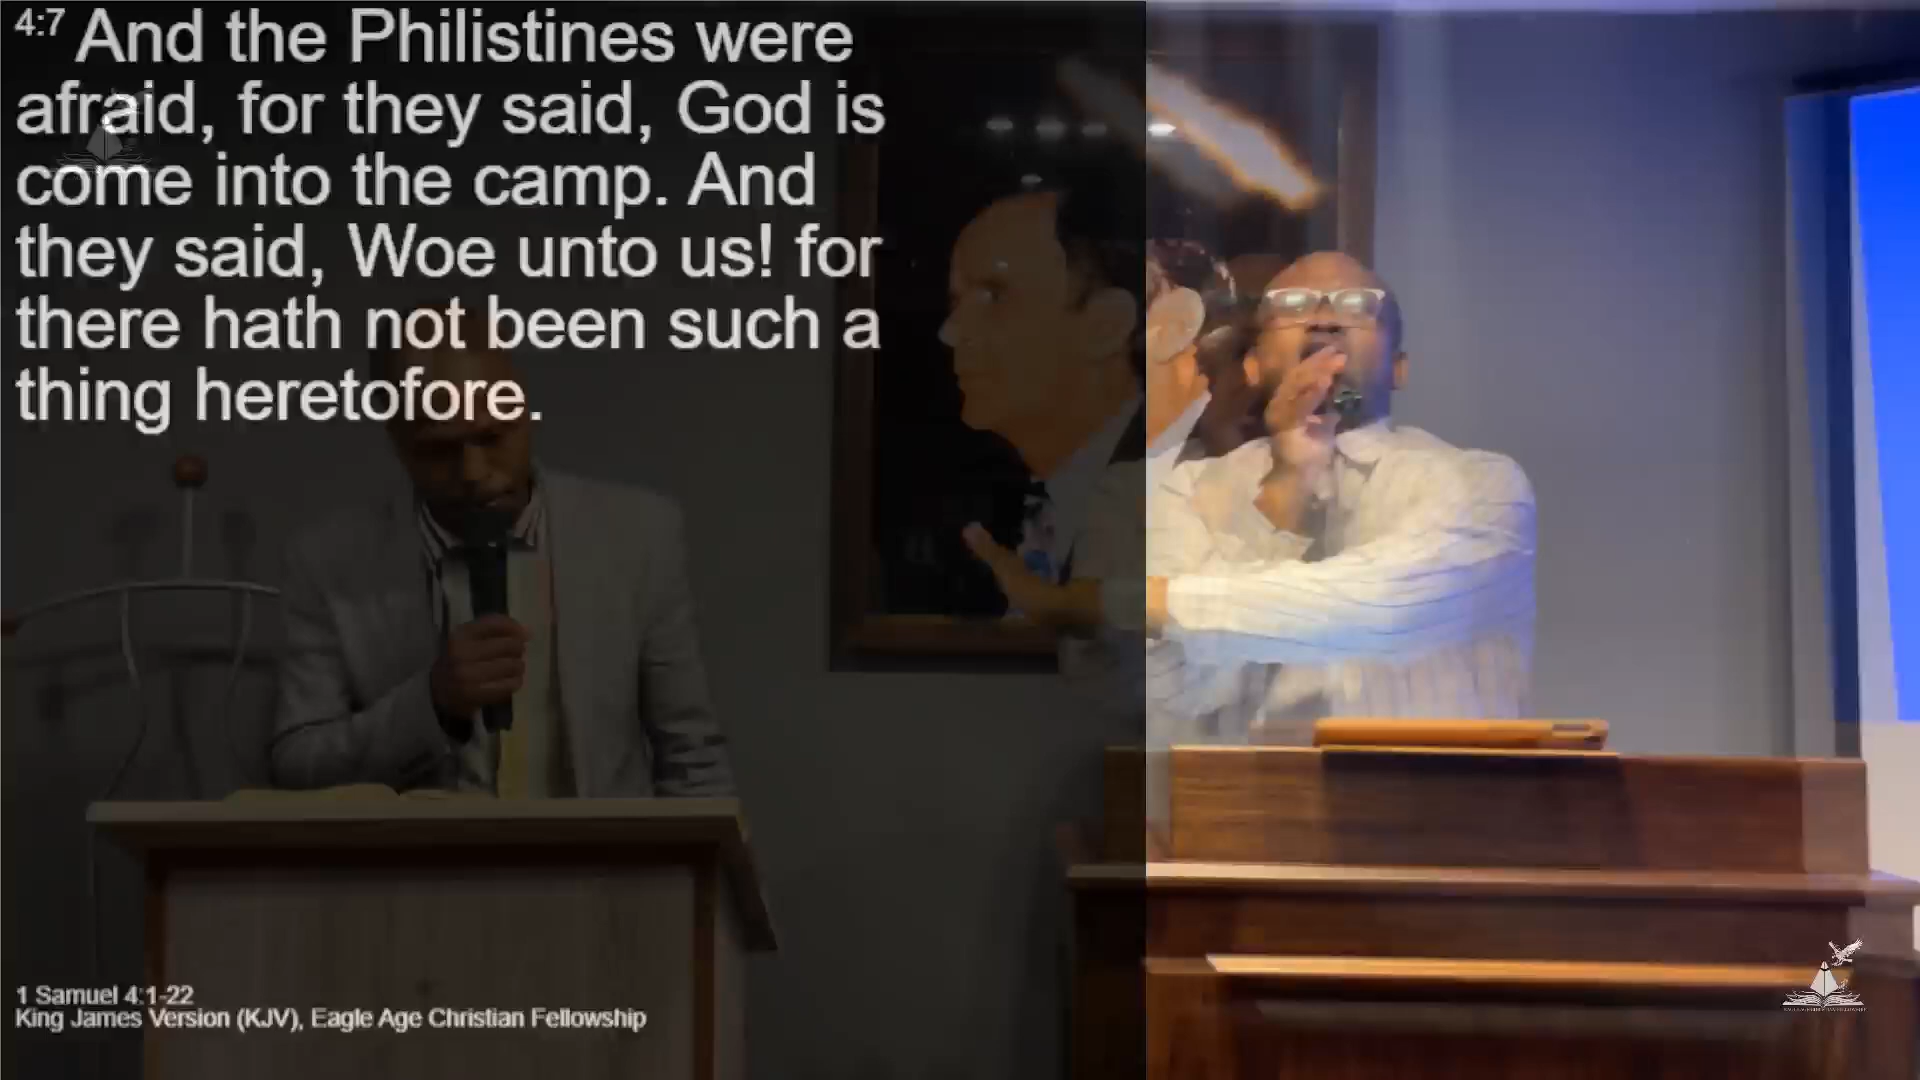 4:7 And the Philistines were
afraid, for they said, God is
come into the camp. And
they said, Woe unto us! for
there hath not been such a
thing heretofore.
1 Samuel 4:1-22
King James Version (KJV), Eagle Age Christian Fellowship